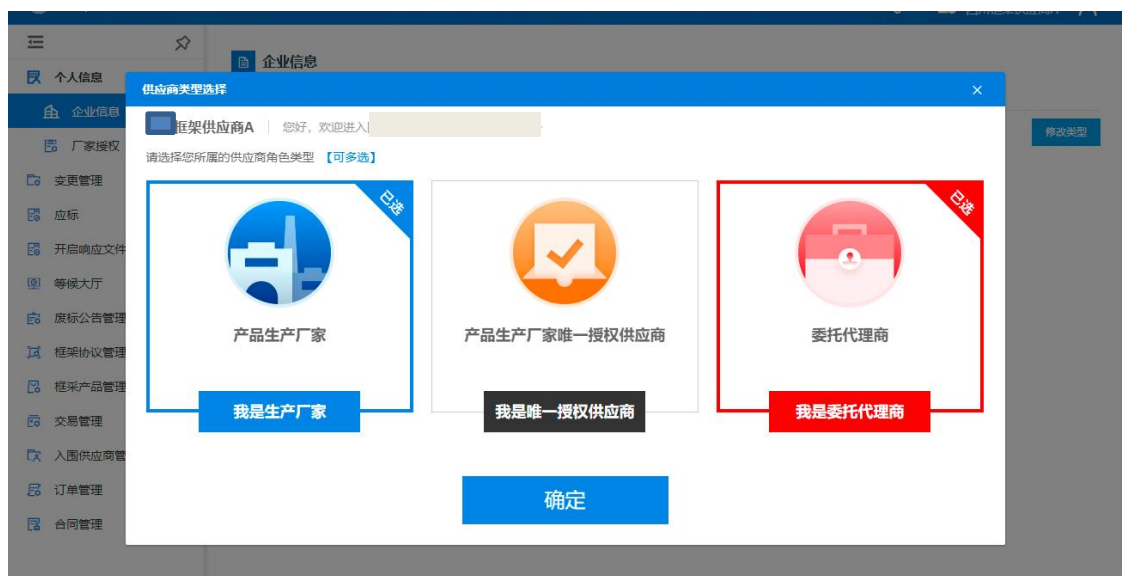 企业信息
个人信息
企业信息
厂家授权
变更管理
应标
开启响应文件
等候大厅
废标公告管理
框架协议管理
框采产品管理
交易管理
入围供应商管
订单管理
合同管理
修改类型
供应商类型选择
框架供应商A 您好，欢迎进入
请选择您所属的供应商角色类型 【可多选】
已选
产品生产厂家
我是生产厂家
产品生产厂家唯一授权供应商
我是唯一授权供应商
已选
委托代理商
我是委托代理商
确定